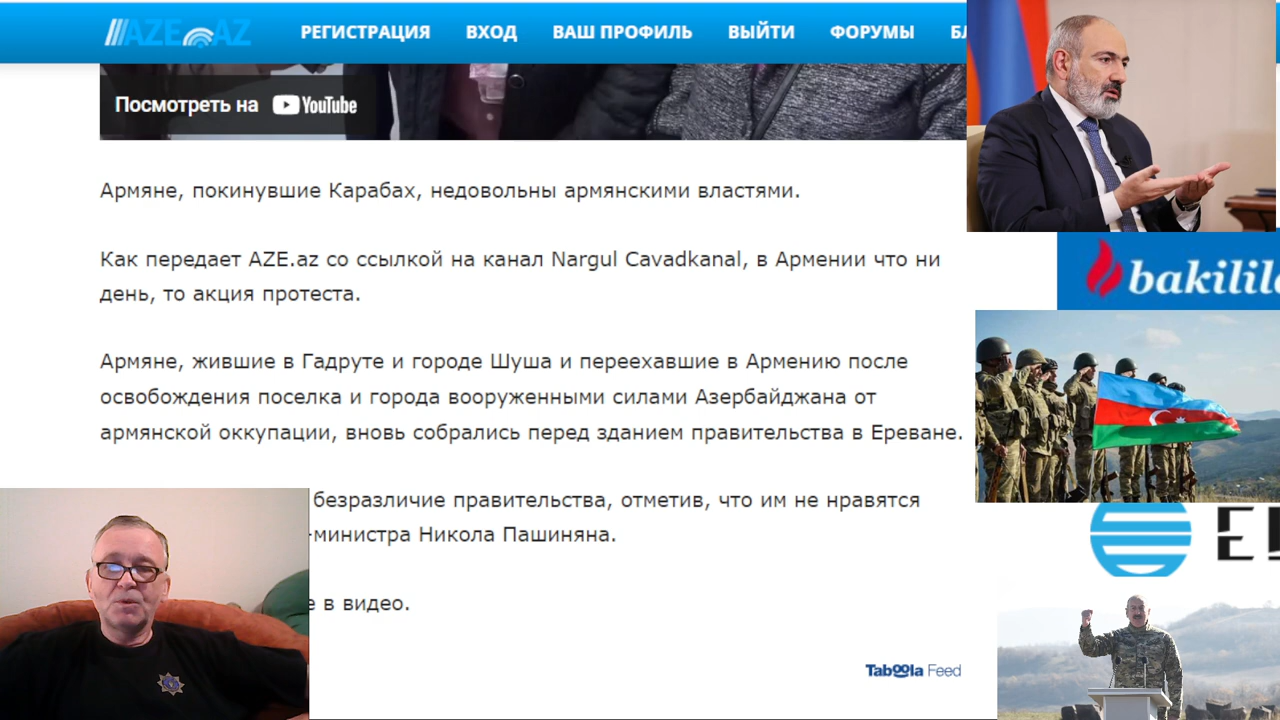 AZE.AZ
РЕГИСТРАЦИЯ ВХОД ВАШ ПРОФИЛЬ ВЫЙТИ ФОРУМЫ
Посмотреть на YouTube
Армяне, покинувшие Карабах, недовольны армянскими властями.
Как передает AZE.az со ссылкой на канал Nargul Cavadkanal, в Армении что ни
день, то акция протеста.
Армяне, жившие в Гадруте и городе Шуша и переехавшие в Армению после
освобождения поселка и города вооруженными силами Азербайджана от
армянской оккупации, вновь собрались перед зданием правительства в Ереване.
безразличие правительства, отметив, что им не нравятся
-министра Никола Пашиняна.
е в видео.
Taboola Feed
bakilil